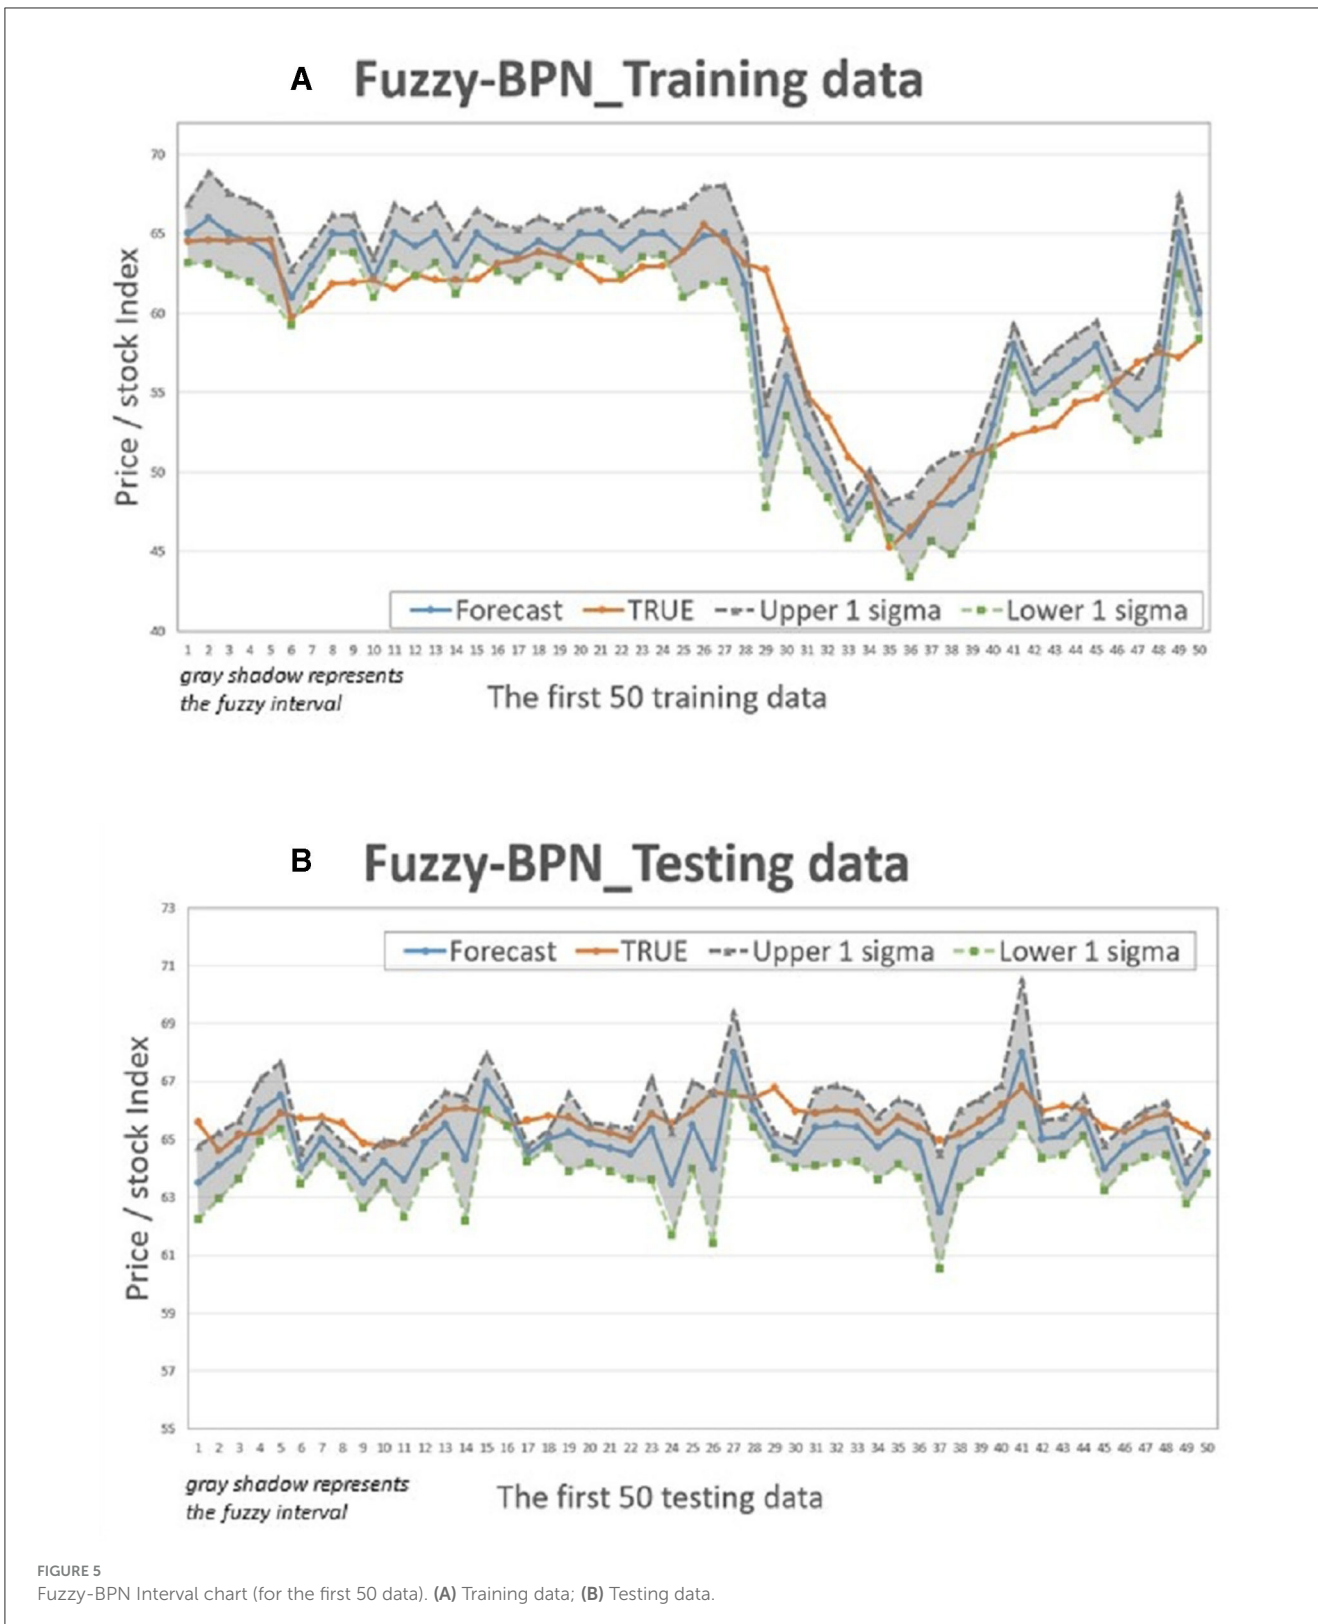 A Fuzzy-BPN_Training data
70
65
60
55
50
45
40
Price / stock Index
Forecast TRUE Upper 1 sigma Lower 1 sigma
1 2 3 4 5 6 7 8 9 10 11 12 13 14 15 16 17 18 19 20 21 22 23 24 25 26 27 28 29 30 31 32 33 34 35 36 37 38 39 40 41 42 43 44 45 46 47 48 49 50
gray shadow represents
the fuzzy interval
The first 50 training data
B Fuzzy-BPN_Testing data
73
71
69
67
65
63
61
59
57
55
Price / stock Index
Forecast TRUE Upper 1 sigma Lower 1 sigma
1 2 3 4 5 6 7 8 9 10 11 12 13 14 15 16 17 18 19 20 21 22 23 24 25 26 27 28 29 30 31 32 33 34 35 36 37 38 39 40 41 42 43 44 45 46 47 48 49 50
gray shadow represents
the fuzzy interval
The first 50 testing data
FIGURE 5
Fuzzy-BPN Interval chart (for the first 50 data). (A) Training data; (B) Testing data.